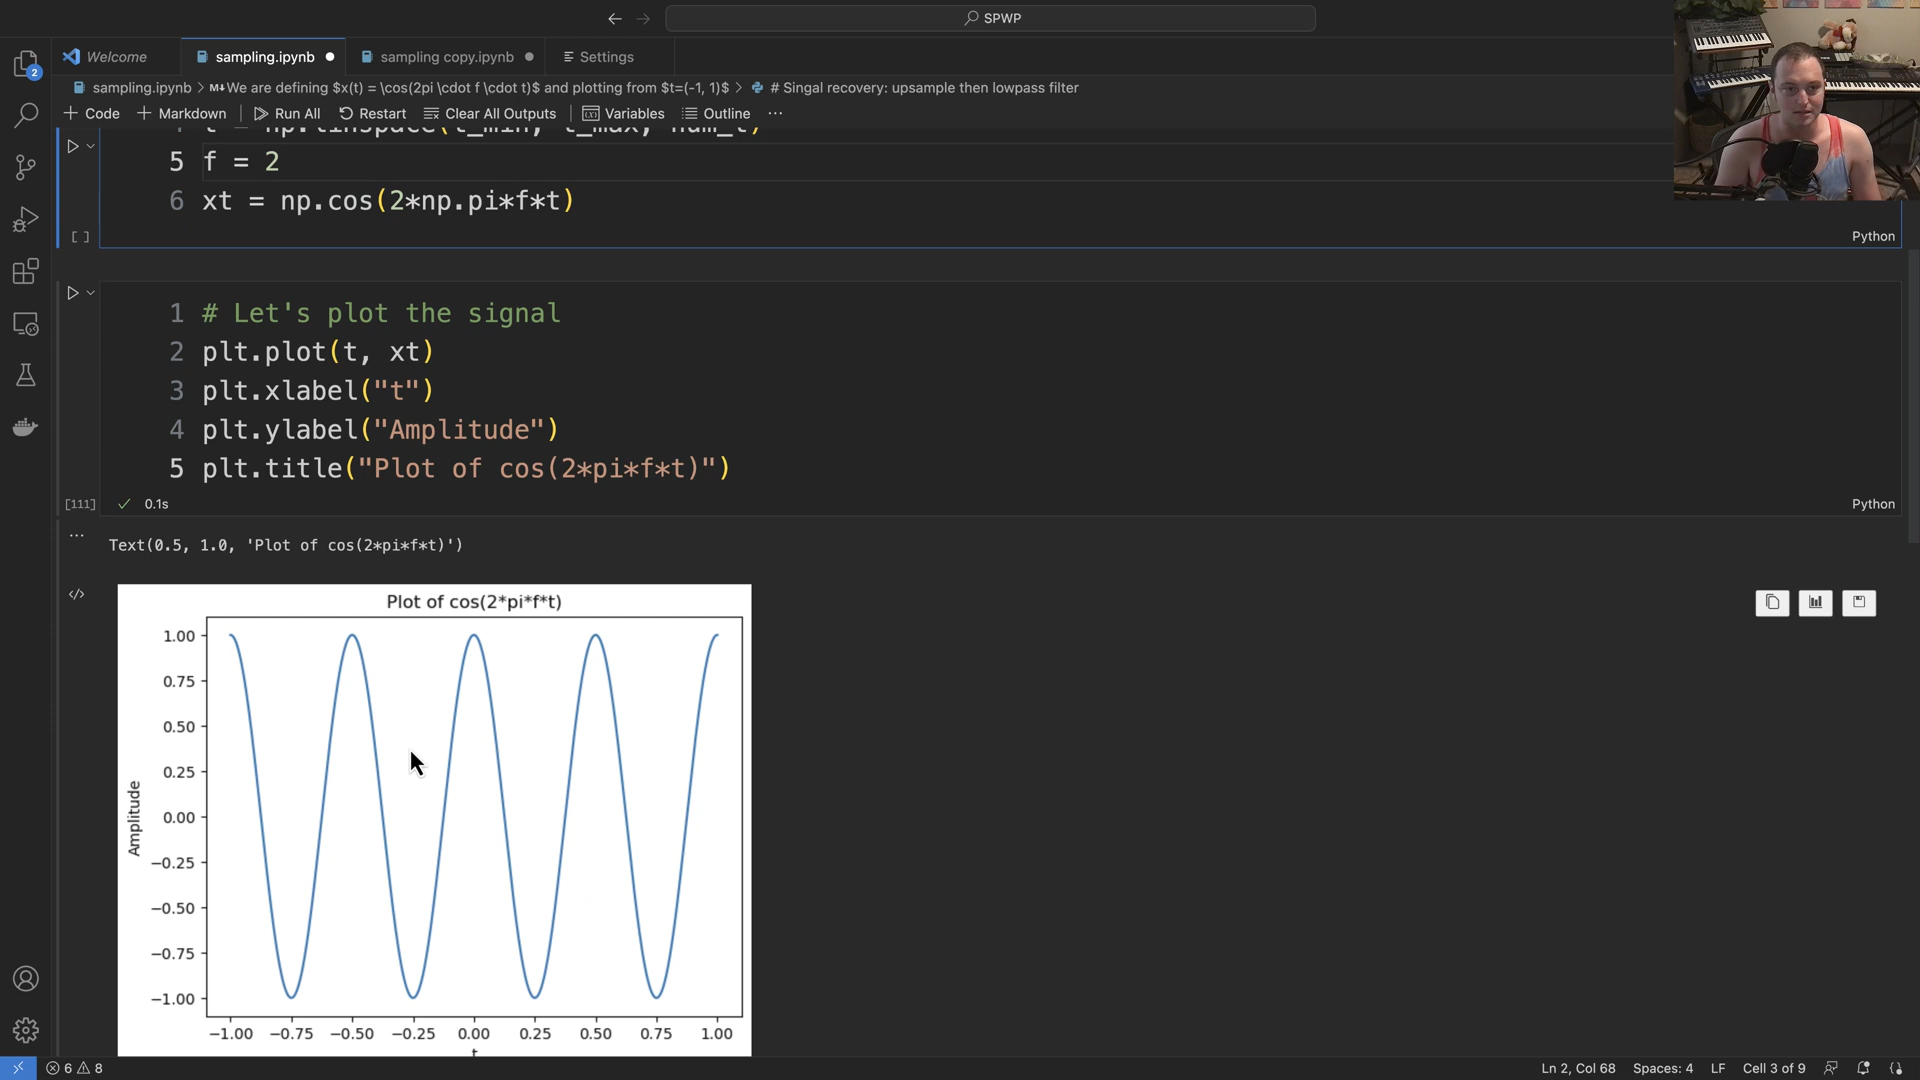 SPWP
Welcome
sampling.ipynb
sampling copy.ipynb
Settings
2
sampling.ipynb > M↓We are defining $x(t) = \cos(2pi \cdot f \cdot t)$ and plotting from $t=(-1, 1)$ > # Singal recovery: upsample then lowpass filter
+ Code + Markdown Run All Restart Clear All Outputs Variables Outline ...
t = np.linspace(t_min, t_max, num_t)
5 f = 2
6 xt = np.cos(2*np.pi*f*t)
[ ]
Python
1 # Let's plot the signal
2 plt.plot(t, xt)
3 plt.xlabel("t")
4 plt.ylabel("Amplitude")
5 plt.title("Plot of cos(2*pi*f*t)")
[111] ✓ 0.1s
Python
...
Text(0.5, 1.0, 'Plot of cos(2*pi*f*t)')
</>
Plot of cos(2*pi*f*t)
1.00
0.75
0.50
0.25
0.00
−0.25
−0.50
−0.75
−1.00
Amplitude
−1.00 −0.75 −0.50 −0.25 0.00 0.25 0.50 0.75 1.00
t
6 8
Ln 2, Col 68 Spaces: 4 LF Cell 3 of 9